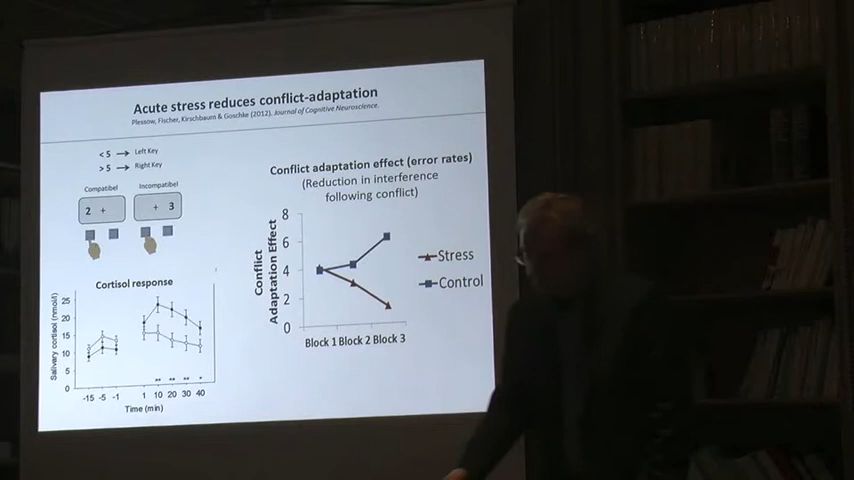 Acute stress reduces conflict-adaptation
Plessow, Fischer, Kirschbaum & Goschke (2012). Journal of Cognitive Neuroscience.
< 5 → Left Key
> 5 → Right Key
Compatibel
Incompatibel
2 +
+ 3
Cortisol response
Salivary cortisol (nmol/l)
25
20
15
10
5
0
** ** ** *
-15 -5 -1 1 10 20 30 40
Time (min)
Conflict adaptation effect (error rates)
(Reduction in interference
following conflict)
Conflict
Adaptation Effect
8
6
4
2
0
Block 1 Block 2 Block 3
Stress
Control